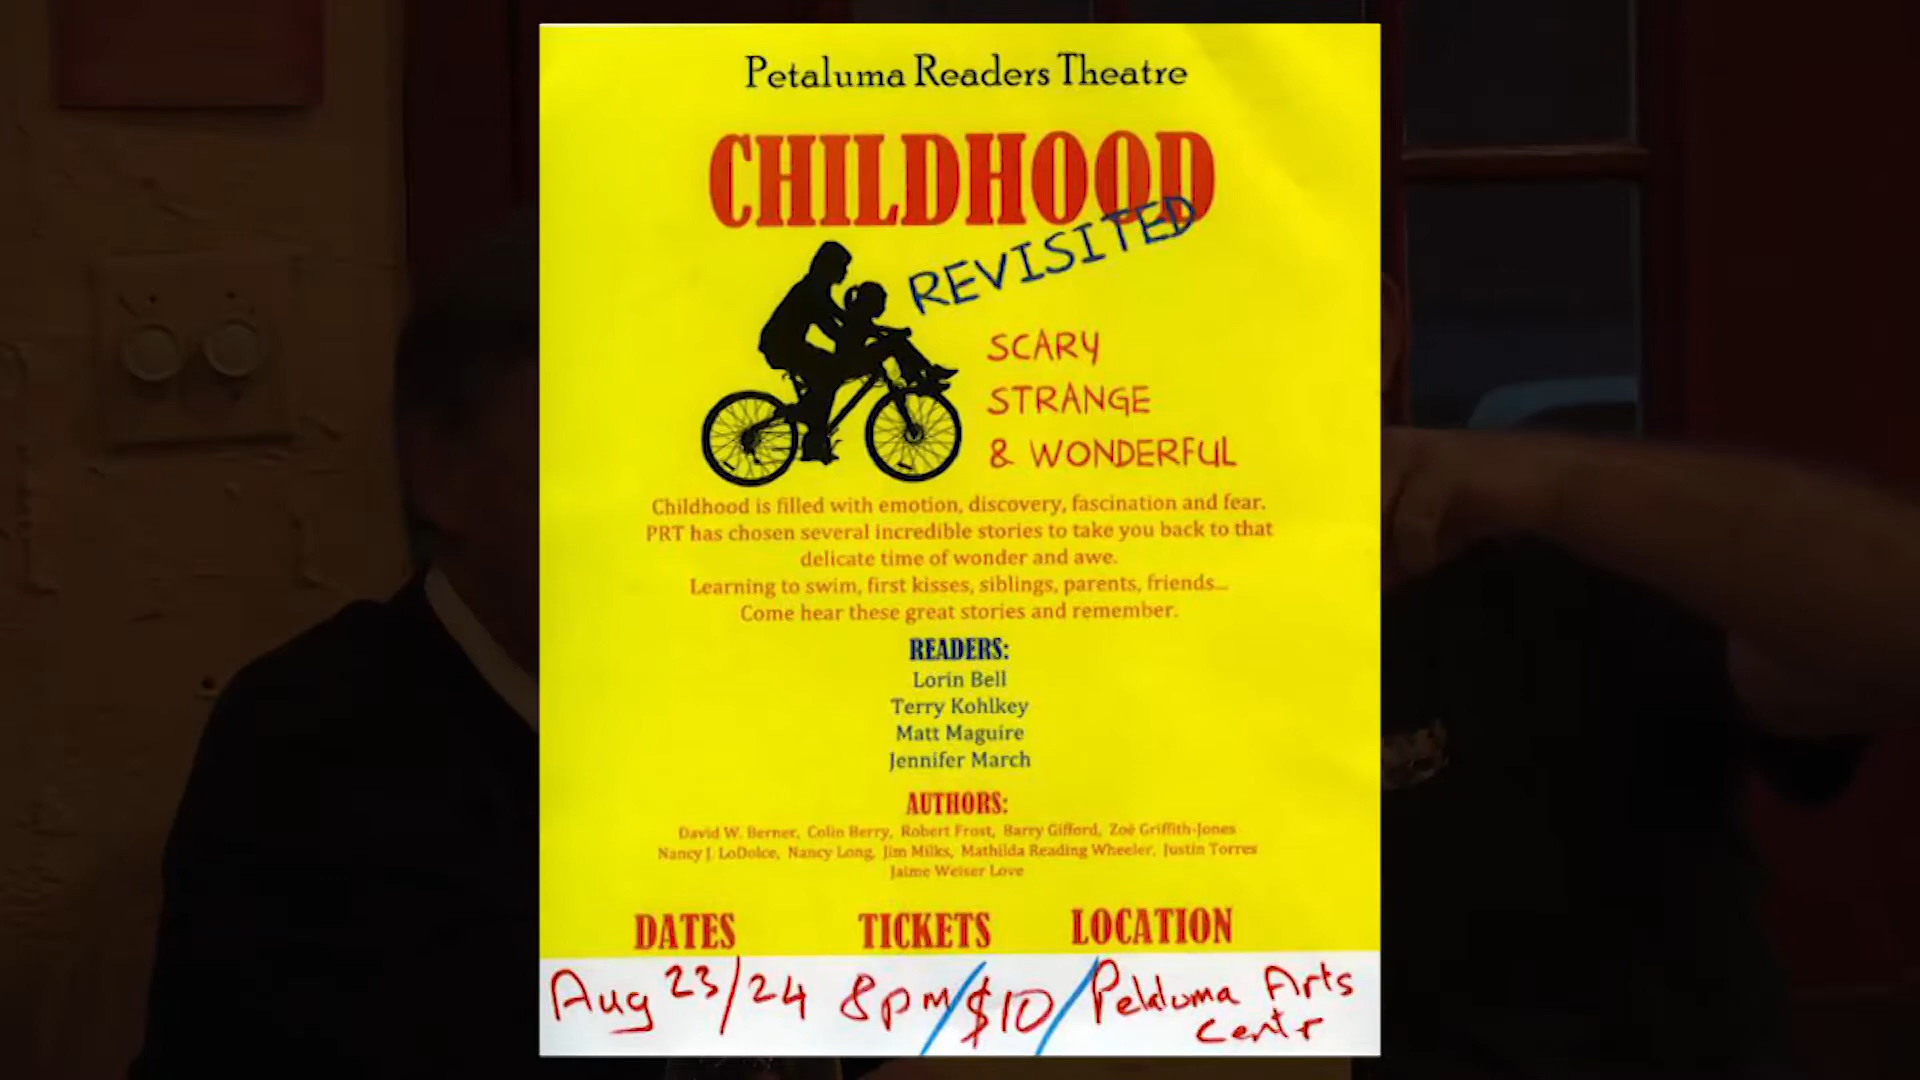 Petaluma Readers Theatre
CHILDHOOD
REVISITED
SCARY
STRANGE
& WONDERFUL
Childhood is filled with emotion, discovery, fascination and fear.
PRT has chosen several incredible stories to take you back to that
delicate time of wonder and awe.
Learning to swim, first kisses, siblings, parents, friends...
Come hear these great stories and remember.
READERS:
Lorin Bell
Terry Kohlkey
Matt Maguire
Jennifer March
AUTHORS:
David W. Berner, Colin Berry, Robert Frost, Barry Gifford, Zoë Griffith-Jones
Nancy J. LoDolce, Nancy Long, Jim Milks, Mathilda Reading Wheeler, Justin Torres
Jaime Weiser Love
DATES TICKETS LOCATION
Aug 23/24 8pm/$10/Petaluma Arts
Centr